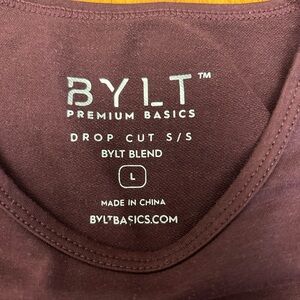 BYLT™
PREMIUM BASICS
DROP CUT S/S
BYLT BLEND
L
MADE IN CHINA
BYLTBASICS.COM